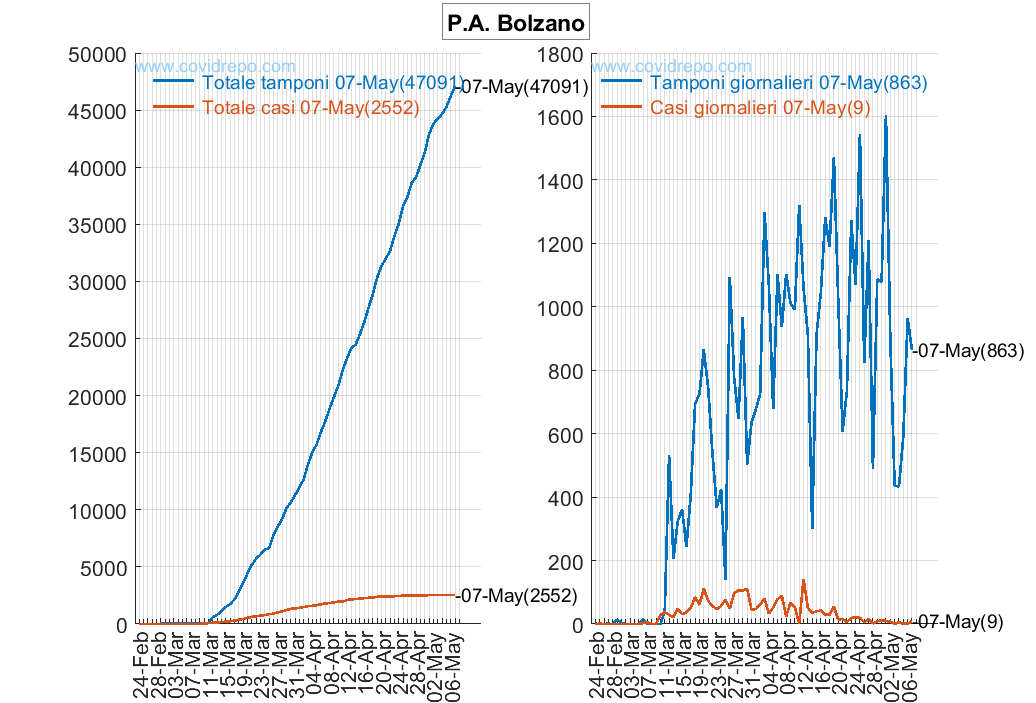 P.A. Bolzano
50000
45000
40000
35000
30000
25000
20000
15000
10000
5000
0
www.covidrepo.com
Totale tamponi 07-May(47091)
Totale casi 07-May(2552)
-07-May(47091)
-07-May(2552)
24-Feb
28-Feb
03-Mar
07-Mar
11-Mar
15-Mar
19-Mar
23-Mar
27-Mar
31-Mar
04-Apr
08-Apr
12-Apr
16-Apr
20-Apr
24-Apr
28-Apr
02-May
06-May
1800
1600
1400
1200
1000
800
600
400
200
0
www.covidrepo.com
Tamponi giornalieri 07-May(863)
Casi giornalieri 07-May(9)
-07-May(863)
-07-May(9)
24-Feb
28-Feb
03-Mar
07-Mar
11-Mar
15-Mar
19-Mar
23-Mar
27-Mar
31-Mar
04-Apr
08-Apr
12-Apr
16-Apr
20-Apr
24-Apr
28-Apr
02-May
06-May